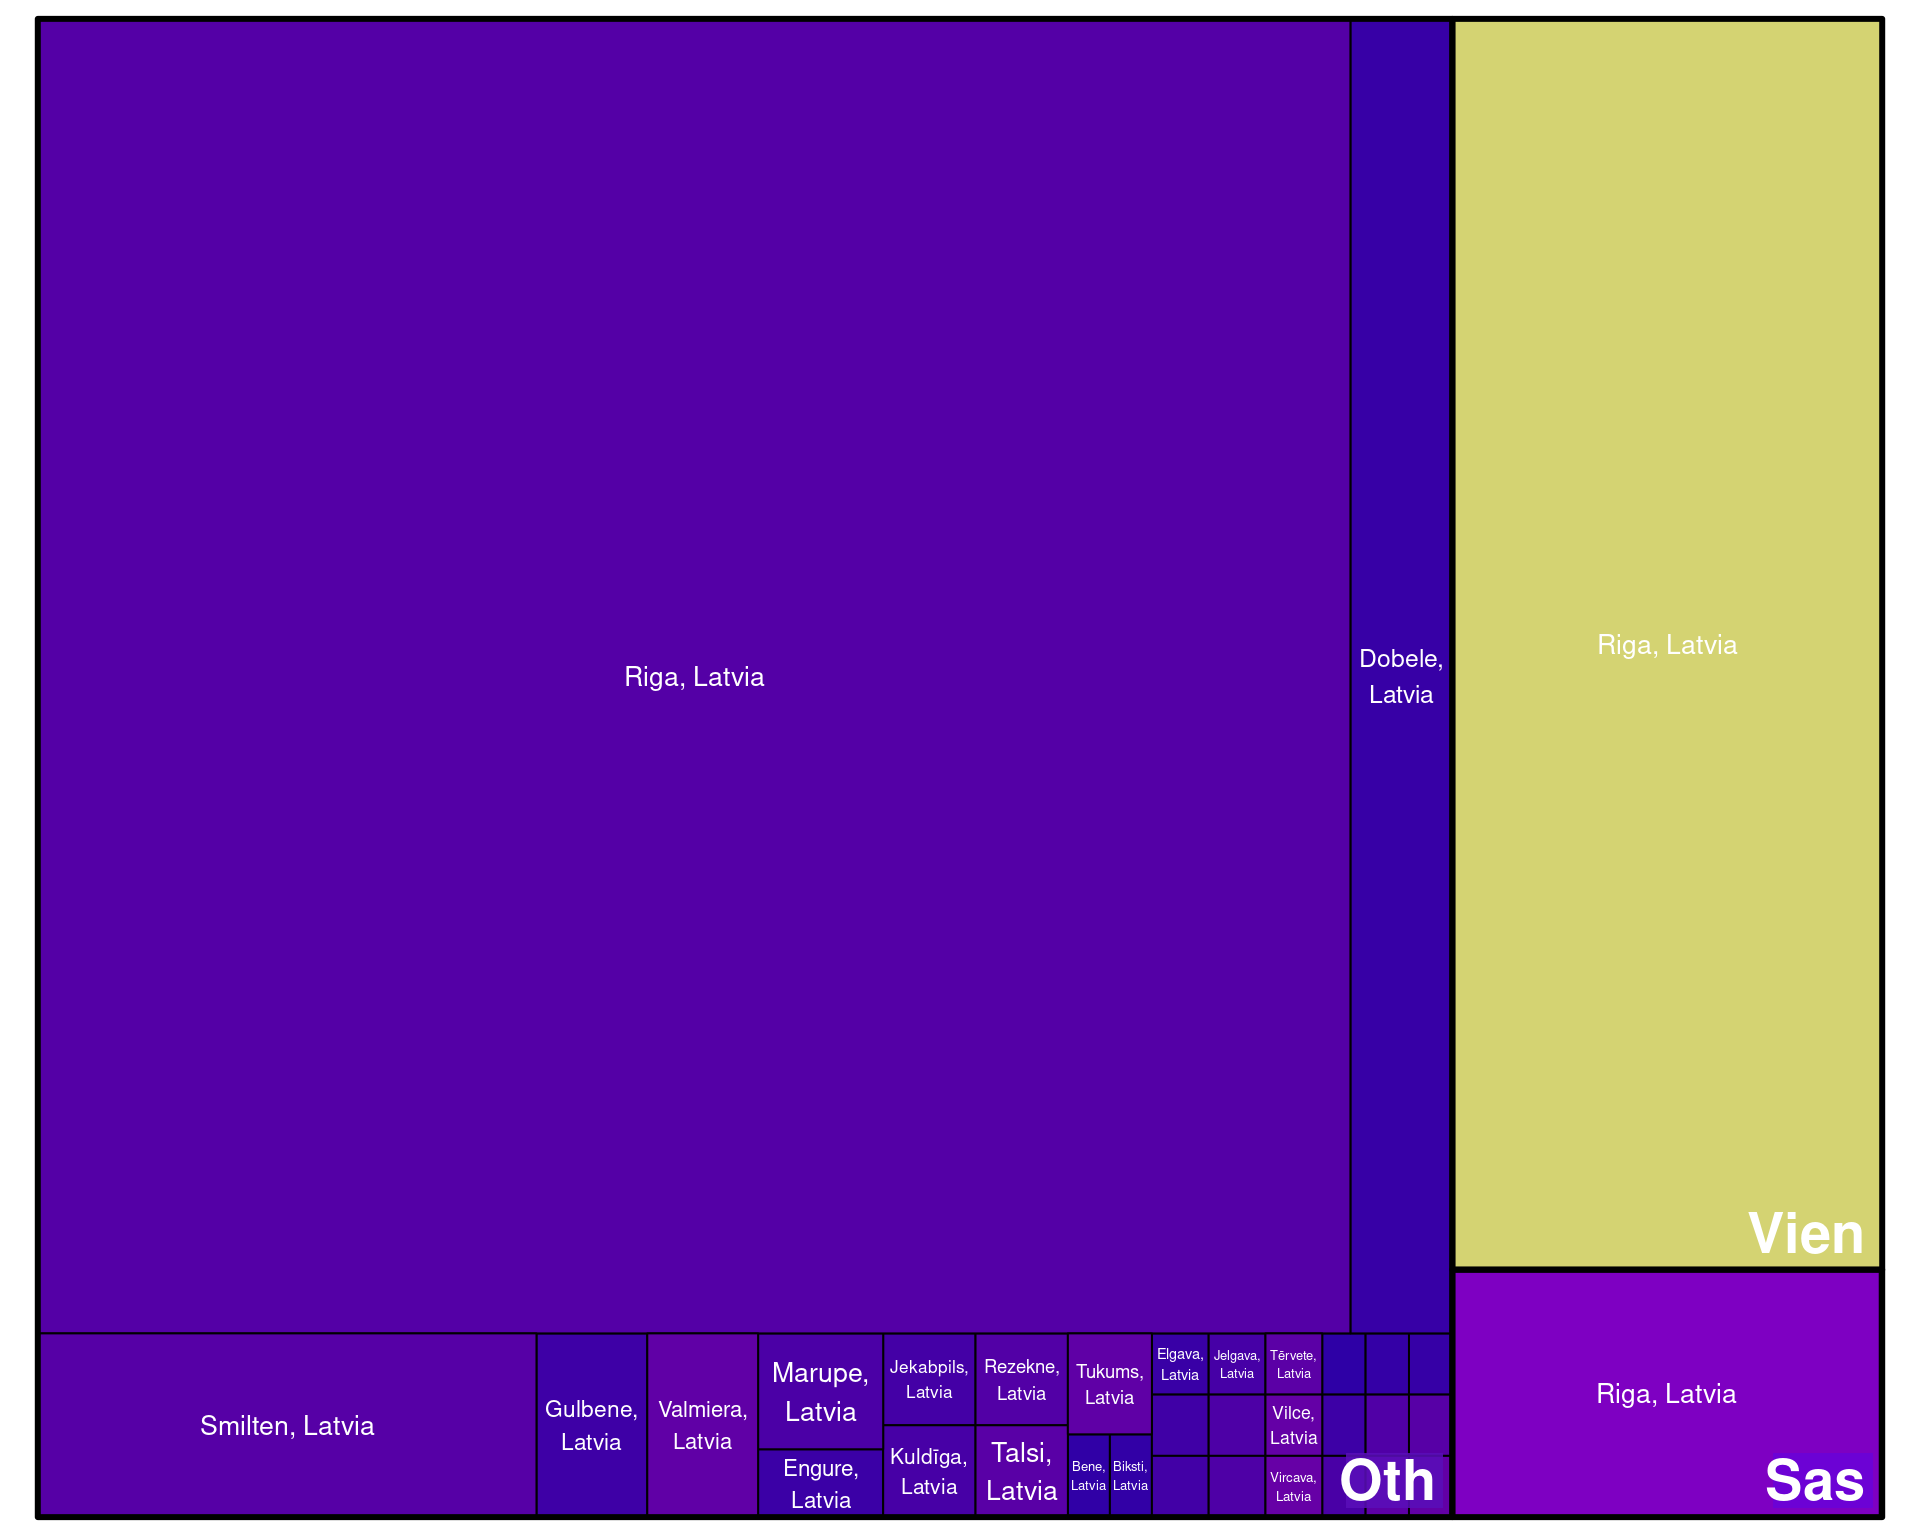 Riga, Latvia
Dobele,
Latvia
Riga, Latvia
Vien
Smilten, Latvia
Gulbene,
Latvia
Valmiera,
Latvia
Marupe,
Latvia
Engure,
Latvia
Jekabpils,
Latvia
Kuldīga,
Latvia
Rezekne,
Latvia
Talsi,
Latvia
Tukums,
Latvia
Bene,
Latvia
Biksti,
Latvia
Elgava,
Latvia
Jelgava,
Latvia
Tērvete,
Latvia
Vilce,
Latvia
Vircava,
Latvia
Oth
Riga, Latvia
Sas